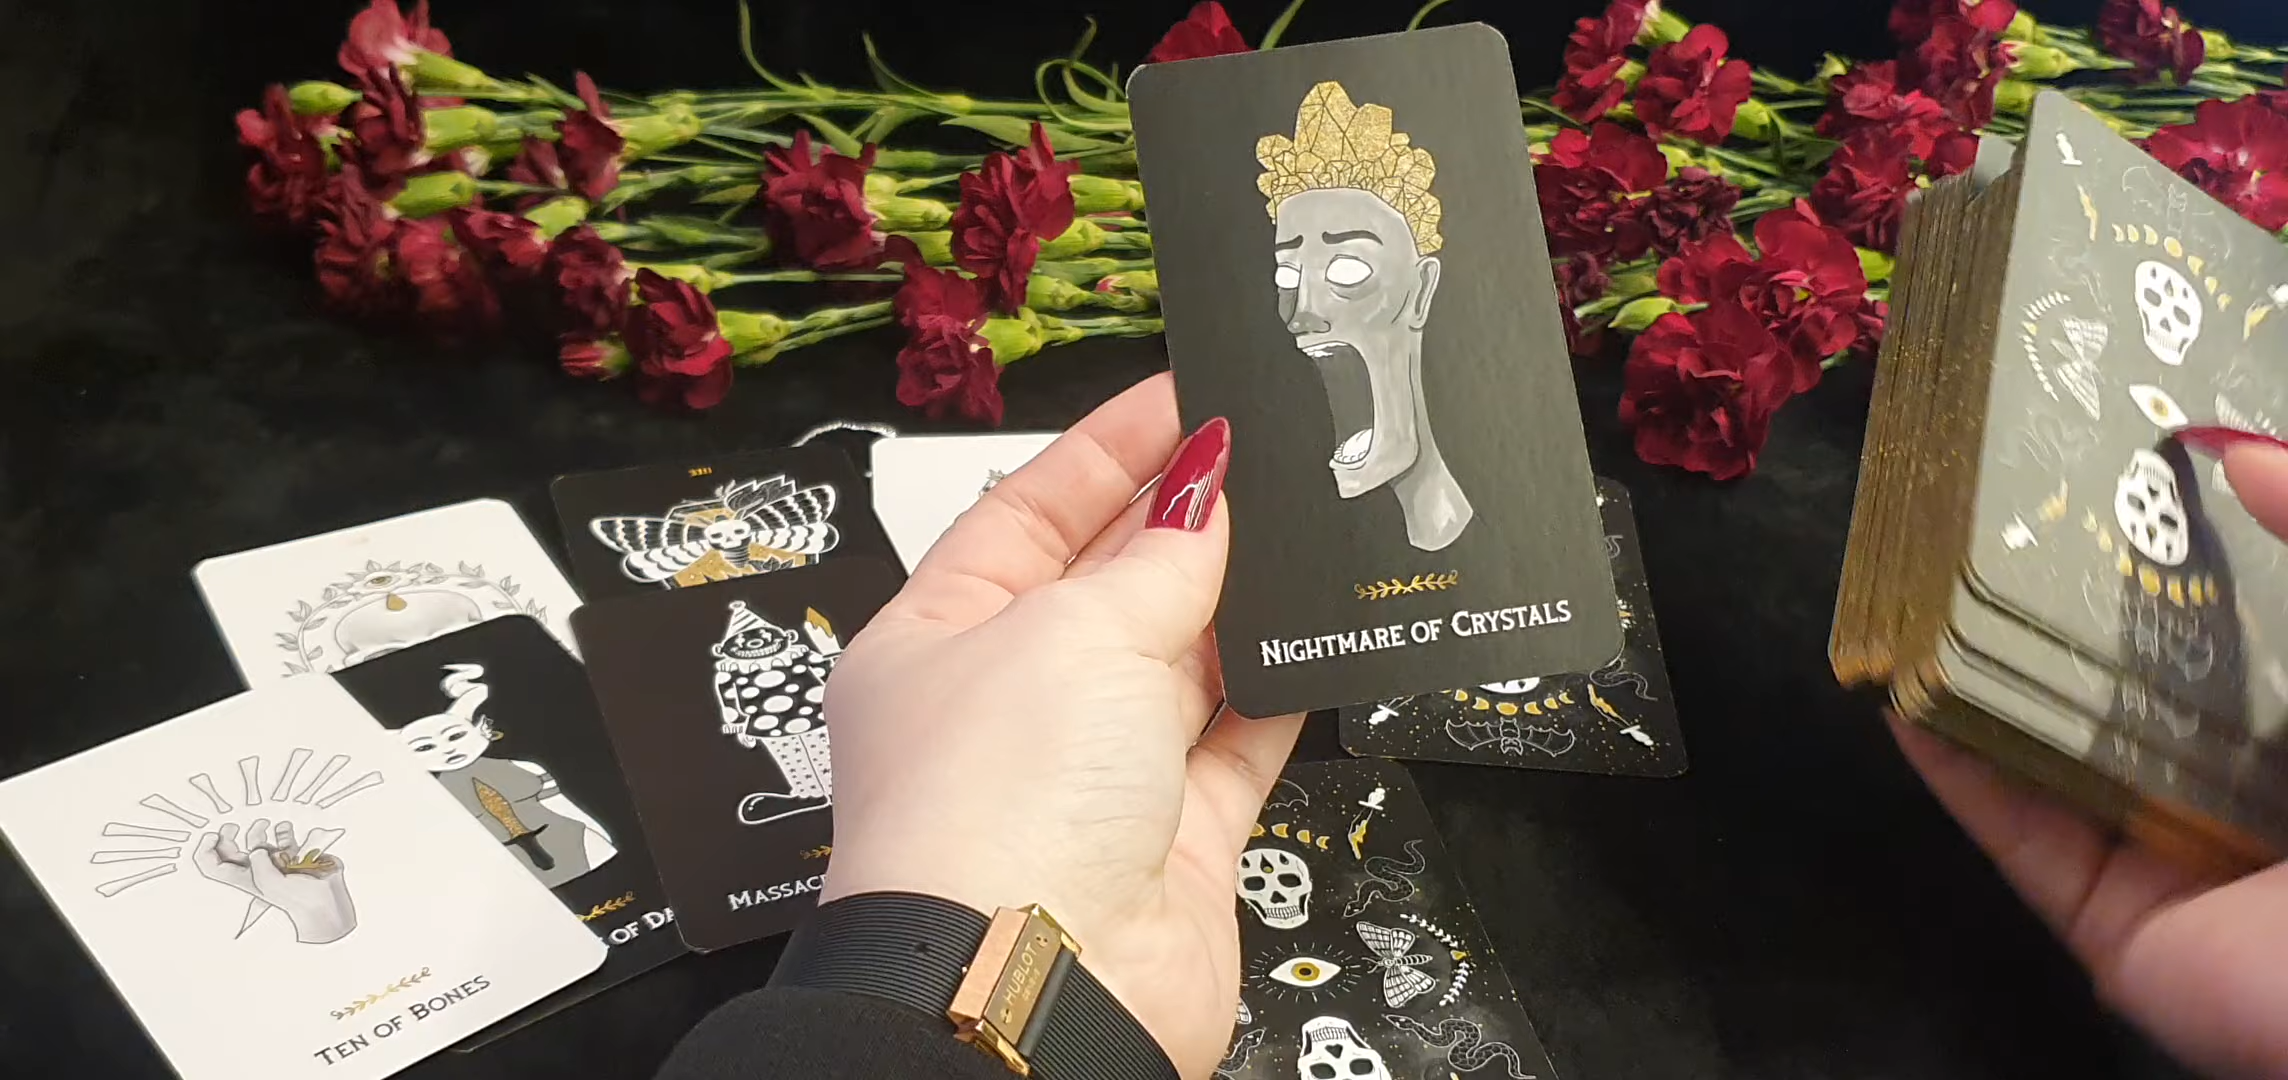 NIGHTMARE OF CRYSTALS
MASSAC
OF DA
TEN OF BONES
HUBLOT